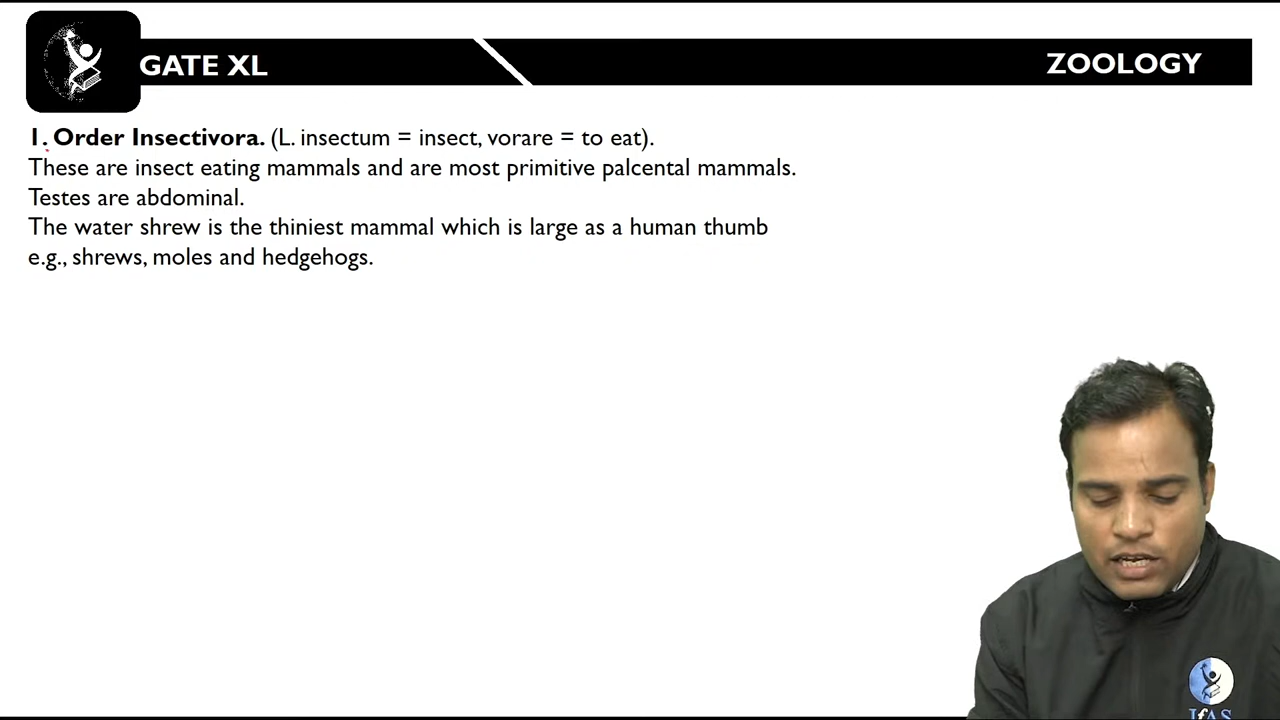 GATE XL
ZOOLOGY
1. Order Insectivora. (L. insectum = insect, vorare = to eat).
These are insect eating mammals and are most primitive palcental mammals.
Testes are abdominal.
The water shrew is the thiniest mammal which is large as a human thumb
e.g., shrews, moles and hedgehogs.
IfAS